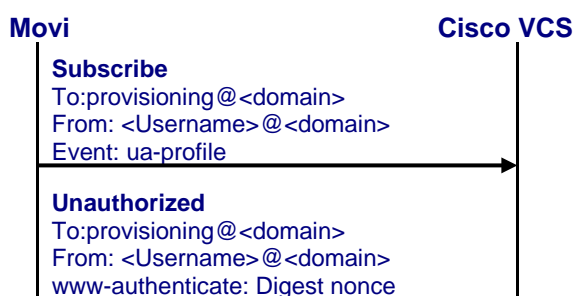 Movi Cisco VCS
Subscribe
To:provisioning@<domain>
From: <Username>@<domain>
Event: ua-profile
Unauthorized
To:provisioning@<domain>
From: <Username>@<domain>
www-authenticate: Digest nonce